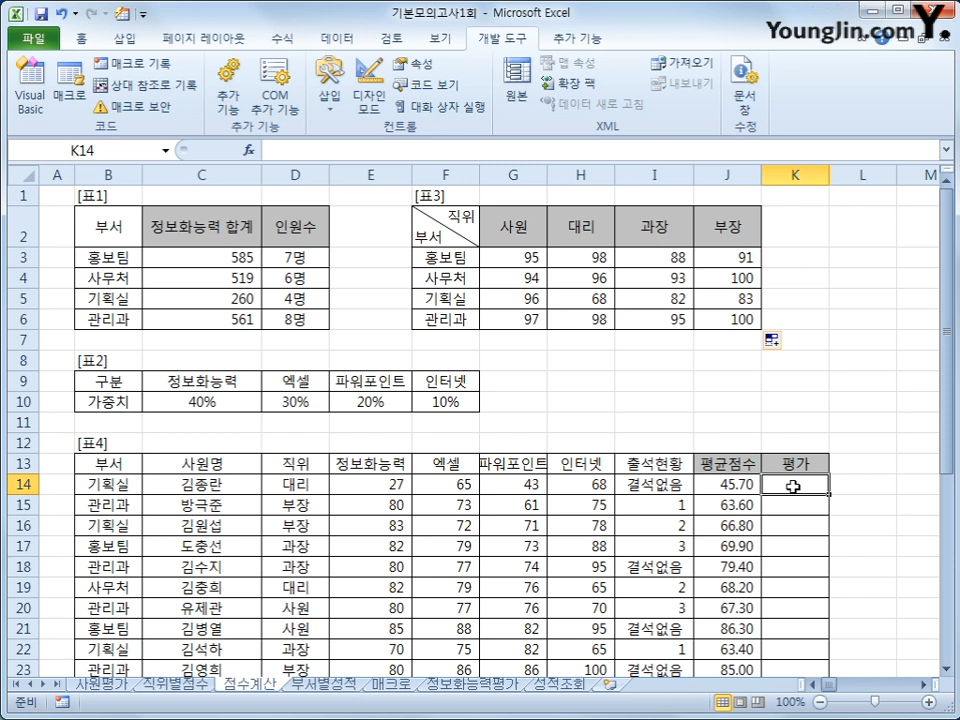 기본모의고사1회 - Microsoft Excel
Younglin.com Y.
파일 홈 삽입 페이지 레이아웃 수식 데이터 검토 보기 개발 도구 추가 기능
Visual Basic
매크로
매크로 기록
상대 참조로 기록
매크로 보안
코드
추가 기능
COM 추가 기능
추가 기능
삽입
디자인 모드
속성
코드 보기
대화 상자 실행
컨트롤
원본
맵 속성
확장 팩
데이터 새로 고침
가져오기
내보내기
XML
문서 창
수정
K14 fx
A B C D E F G H I J K L M
1 [표1] [표3]
2 부서 정보화능력 합계 인원수 직위 부서 사원 대리 과장 부장
3 홍보팀 585 7명 홍보팀 95 98 88 91
4 사무처 519 6명 사무처 94 96 93 100
5 기획실 260 4명 기획실 96 68 82 83
6 관리과 561 8명 관리과 97 98 95 100
7
8 [표2]
9 구분 정보화능력 엑셀 파워포인트 인터넷
10 가중치 40% 30% 20% 10%
11
12 [표4]
13 부서 사원명 직위 정보화능력 엑셀 파워포인트 인터넷 출석현황 평균점수 평가
14 기획실 김종란 대리 27 65 43 68 결석없음 45.70
15 관리과 방극준 부장 80 73 61 75 1 63.60
16 기획실 김원섭 부장 83 72 71 78 2 66.80
17 홍보팀 도충선 과장 82 79 73 88 3 69.90
18 관리과 김수지 과장 80 77 74 95 결석없음 79.40
19 사무처 김충희 대리 82 79 76 65 2 68.20
20 관리과 유제관 사원 80 77 76 70 3 67.30
21 홍보팀 김병열 사원 85 88 82 95 결석없음 86.30
22 기획실 김석하 과장 70 75 82 65 1 63.40
23 관리과 김영희 부장 80 86 86 100 결석없음 85.00
사원평가 직위별점수 점수계산 부서별성적 매크로 정보화능력평가 성적조회
준비 100%